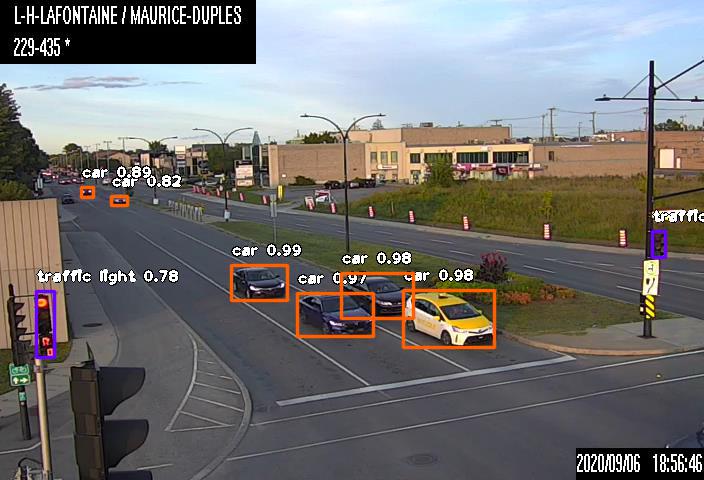 L-H-LAFONTAINE / MAURICE-DUPLES
229-435 *
car 0.89
car 0.82
traffic
car 0.99
car 0.98
car 0.97
car 0.98
traffic light 0.78
2020/09/06 18:56:46